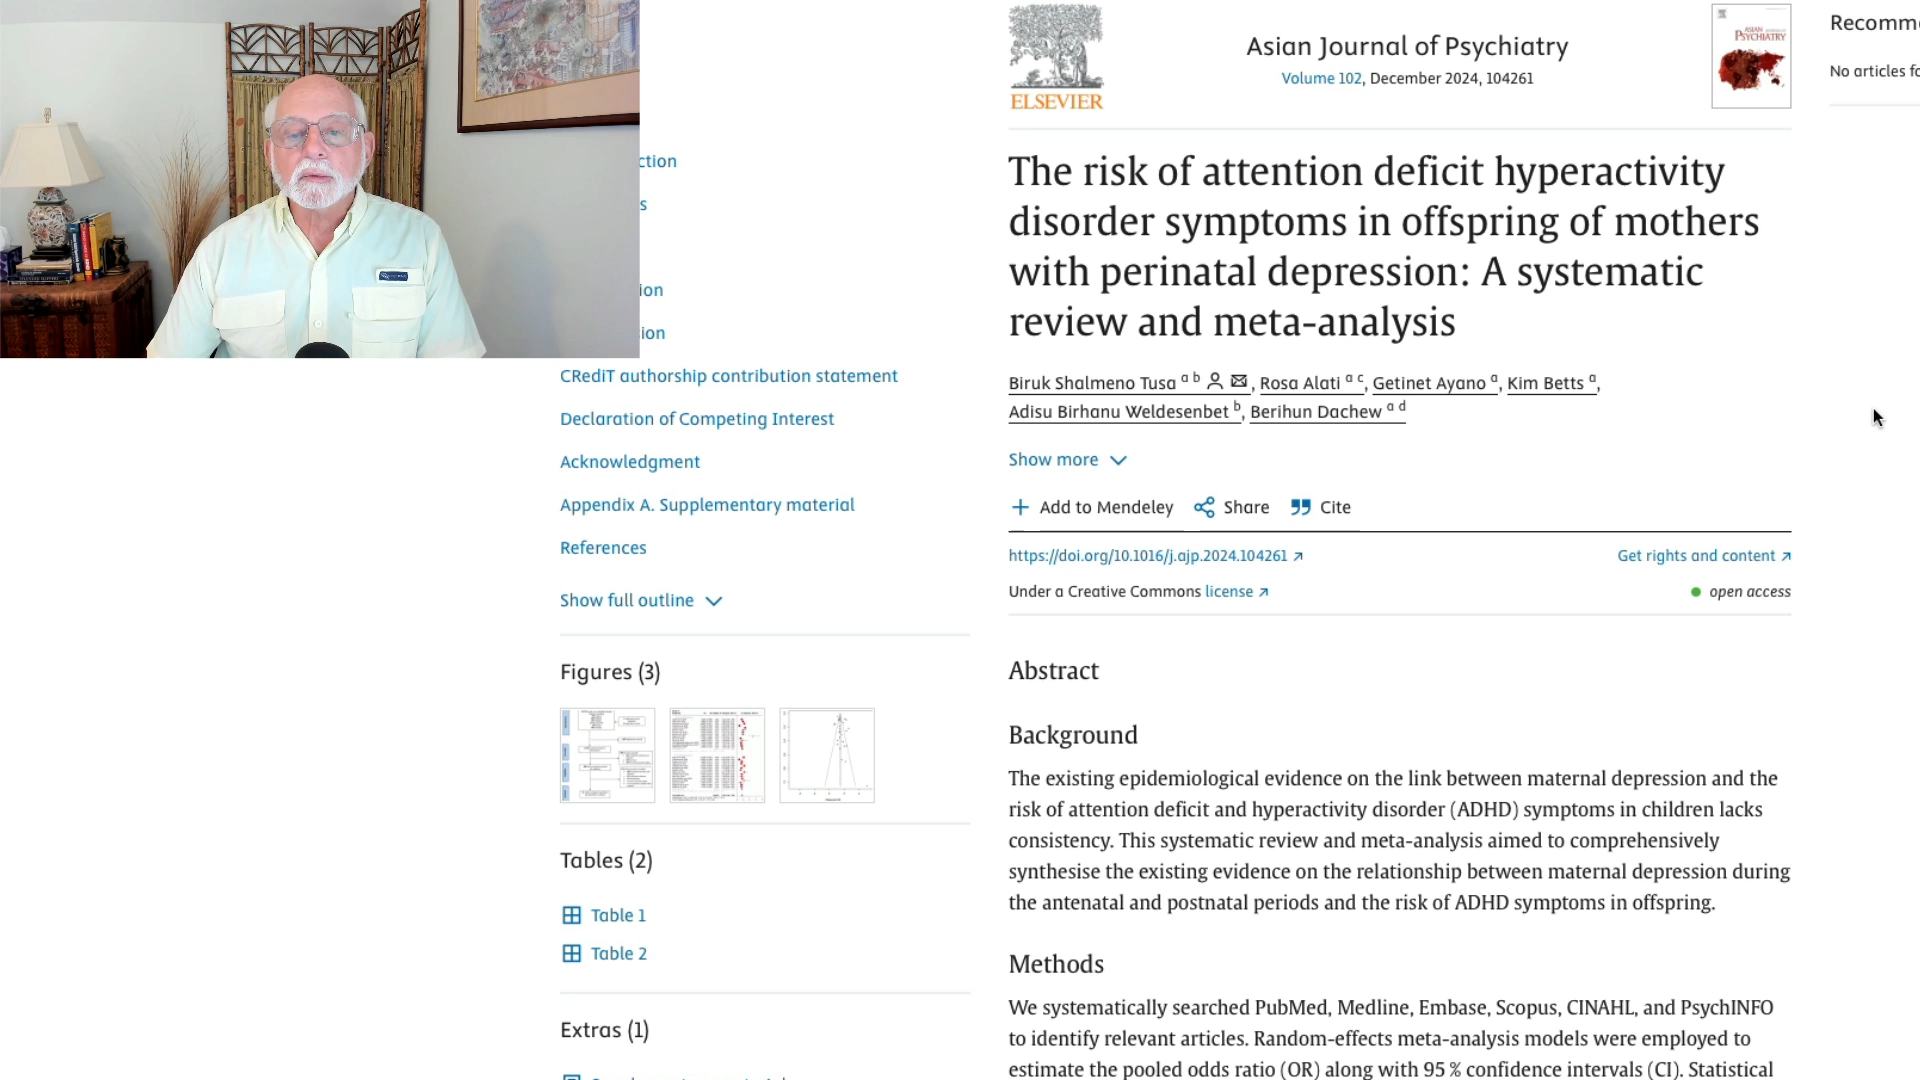 ction
s
ion
ion
CRediT authorship contribution statement
Declaration of Competing Interest
Acknowledgment
Appendix A. Supplementary material
References
Show full outline
Figures (3)
Tables (2)
Table 1
Table 2
Extras (1)
ELSEVIER
Asian Journal of Psychiatry
Volume 102, December 2024, 104261
ASIAN
PSYCHIATRY
The risk of attention deficit hyperactivity
disorder symptoms in offspring of mothers
with perinatal depression: A systematic
review and meta-analysis
Biruk Shalmeno Tusa a b, Rosa Alati a c, Getinet Ayano a, Kim Betts a,
Adisu Birhanu Weldesenbet b, Berihun Dachew a d
Show more
Add to Mendeley Share Cite
https://doi.org/10.1016/j.ajp.2024.104261 Get rights and content
Under a Creative Commons license open access
Abstract
Background
The existing epidemiological evidence on the link between maternal depression and the
risk of attention deficit and hyperactivity disorder (ADHD) symptoms in children lacks
consistency. This systematic review and meta-analysis aimed to comprehensively
synthesise the existing evidence on the relationship between maternal depression during
the antenatal and postnatal periods and the risk of ADHD symptoms in offspring.
Methods
We systematically searched PubMed, Medline, Embase, Scopus, CINAHL, and PsychINFO
to identify relevant articles. Random-effects meta-analysis models were employed to
estimate the pooled odds ratio (OR) along with 95 % confidence intervals (CI). Statistical
Recomm
No articles fo